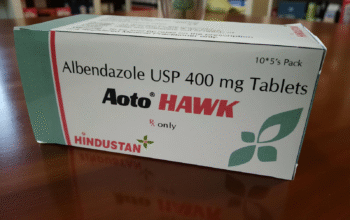 10*5's Pack
Albendazole USP 400 mg Tablets
Aoto® HAWK
℞ only
HINDUSTAN